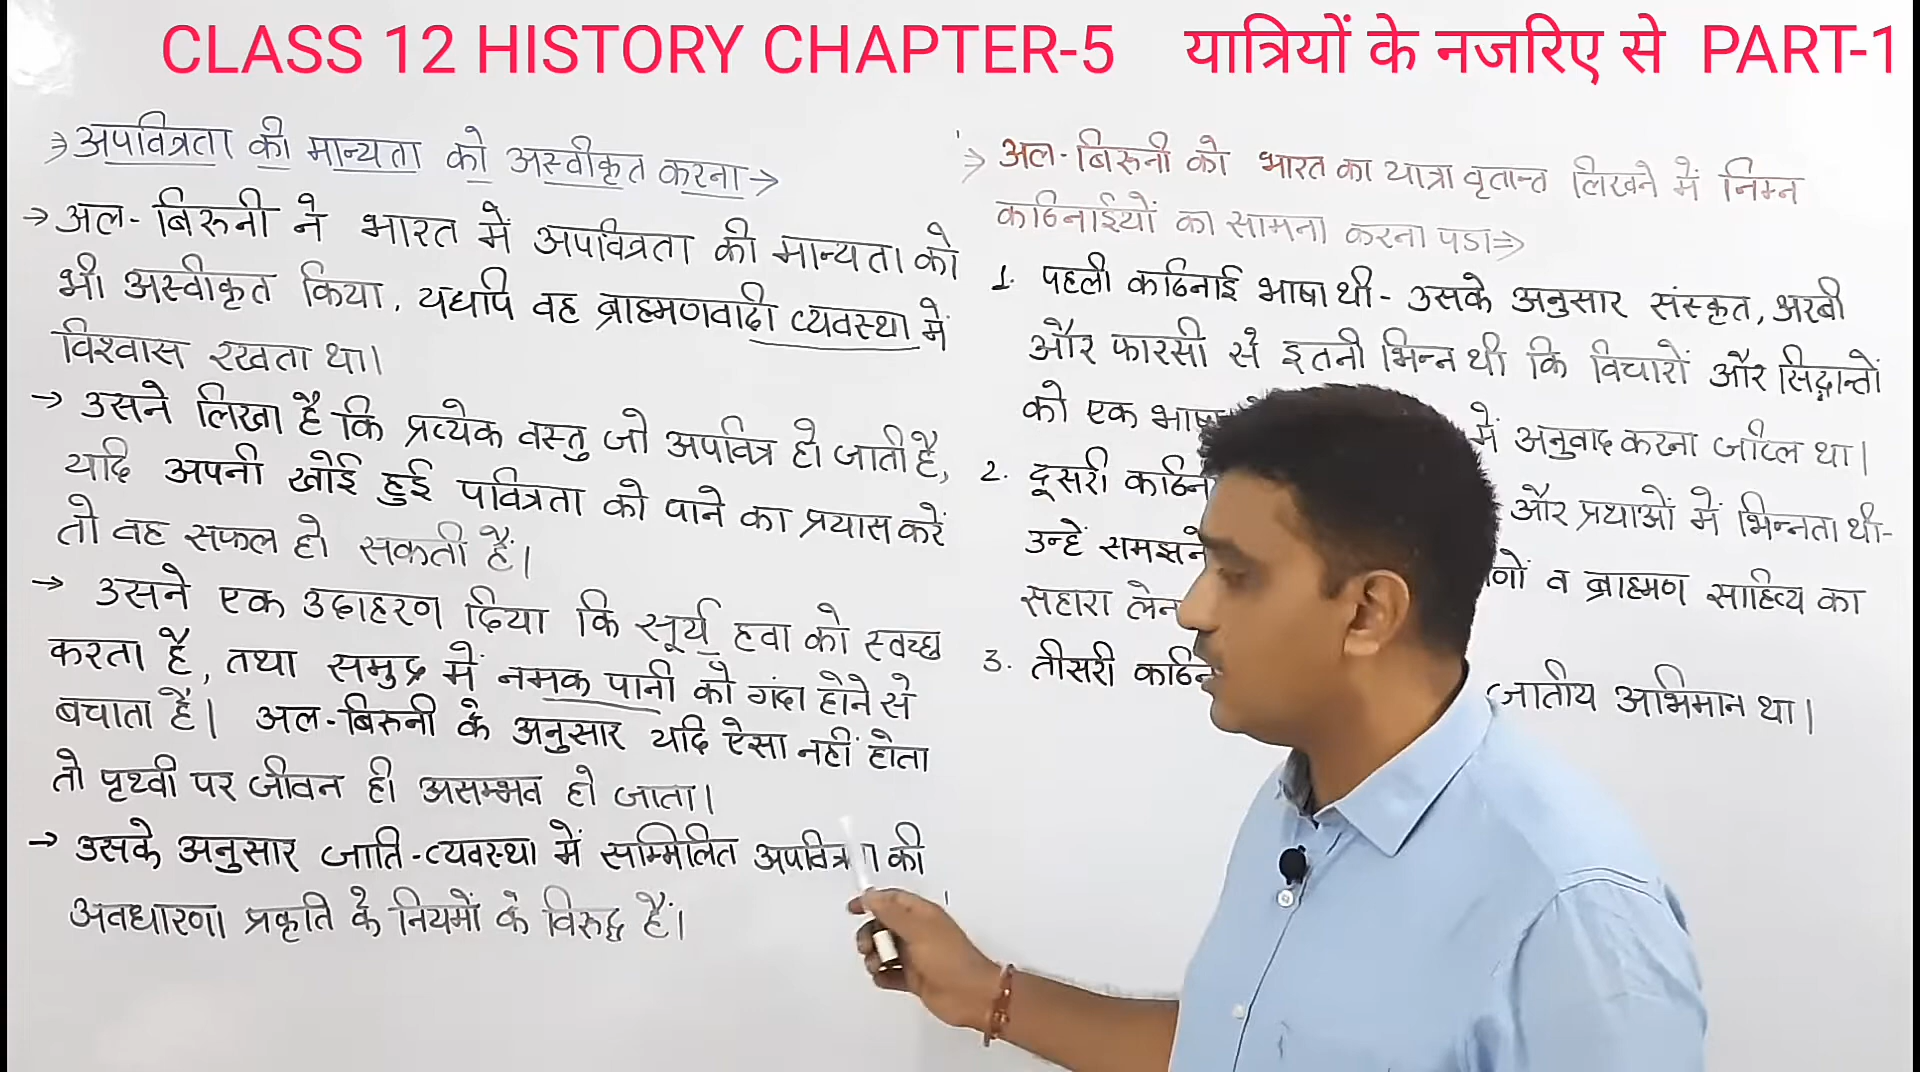 CLASS 12 HISTORY CHAPTER-5 यात्रियों के नजरिए से PART-1
⇒ अपवित्रता की मान्यता को अस्वीकृत करना →
→ अल-बिरूनी ने भारत में अपवित्रता की मान्यता को
भी अस्वीकृत किया, यद्यपि वह ब्राह्मणवादी व्यवस्था में
विश्वास रखता था।
→ उसने लिखा है कि प्रत्येक वस्तु जो अपवित्र हो जाती है,
यदि अपनी खोई हुई पवित्रता को पाने का प्रयास करें
तो वह सफल हो सकती हैं।
→ उसने एक उदाहरण दिया कि सूर्य हवा को स्वच्छ
करता है, तथा समुद्र में नमक पानी को गंदा होने से
बचाता है। अल-बिरूनी के अनुसार यदि ऐसा नहीं होता
तो पृथ्वी पर जीवन ही असम्भव हो जाता।
→ उसके अनुसार जाति-व्यवस्था में सम्मिलित की
अवधारणा प्रकृति के नियमों के विरुद्ध हैं।
⇒ अल-बिरूनी को भारत का यात्रा वृतान्त लिखने में निम्न
कठिनाईयों का सामना करना पडा ⇒
1. पहली कठिनाई भाषा थी - उसके अनुसार संस्कृत, अरबी
और फारसी से इतनी भिन्न थी कि विचारों और सिद्धान्तों
को एक में अनुवाद करना जटिल था।
2. दूसरी और प्रथाओं में भिन्नता थी-
उन्हें व ब्राह्मण साहित्य का
सहारा
3. तीसरी जातीय अभिमान था।